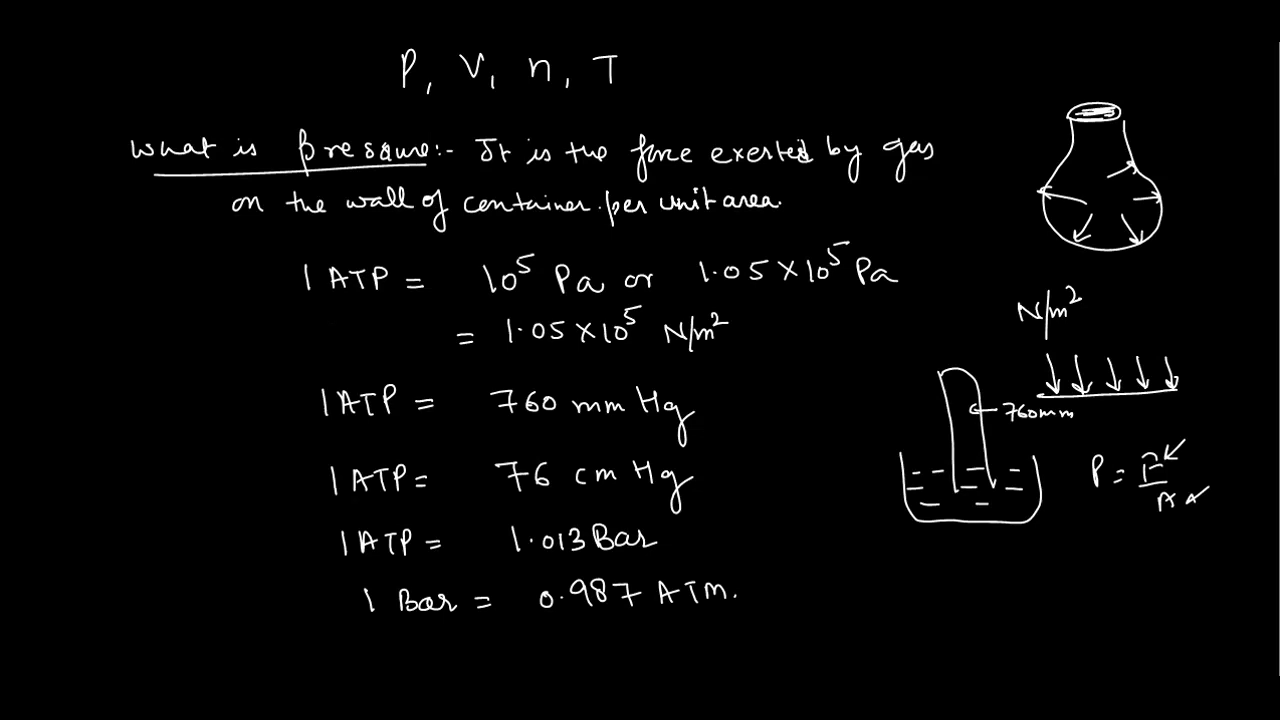 P, V, n, T
What is Pressure:- It is the force exerted by gas
on the wall of container. per unit area.
1 ATP = 10⁵ Pa or 1.05 × 10⁵ Pa
= 1.05 × 10⁵ N/m²
1 ATP = 760 mm Hg
1 ATP = 76 cm Hg
1 ATP = 1.013 Bar
1 Bar = 0.987 ATM.
N/m²
760mm
P = F/A